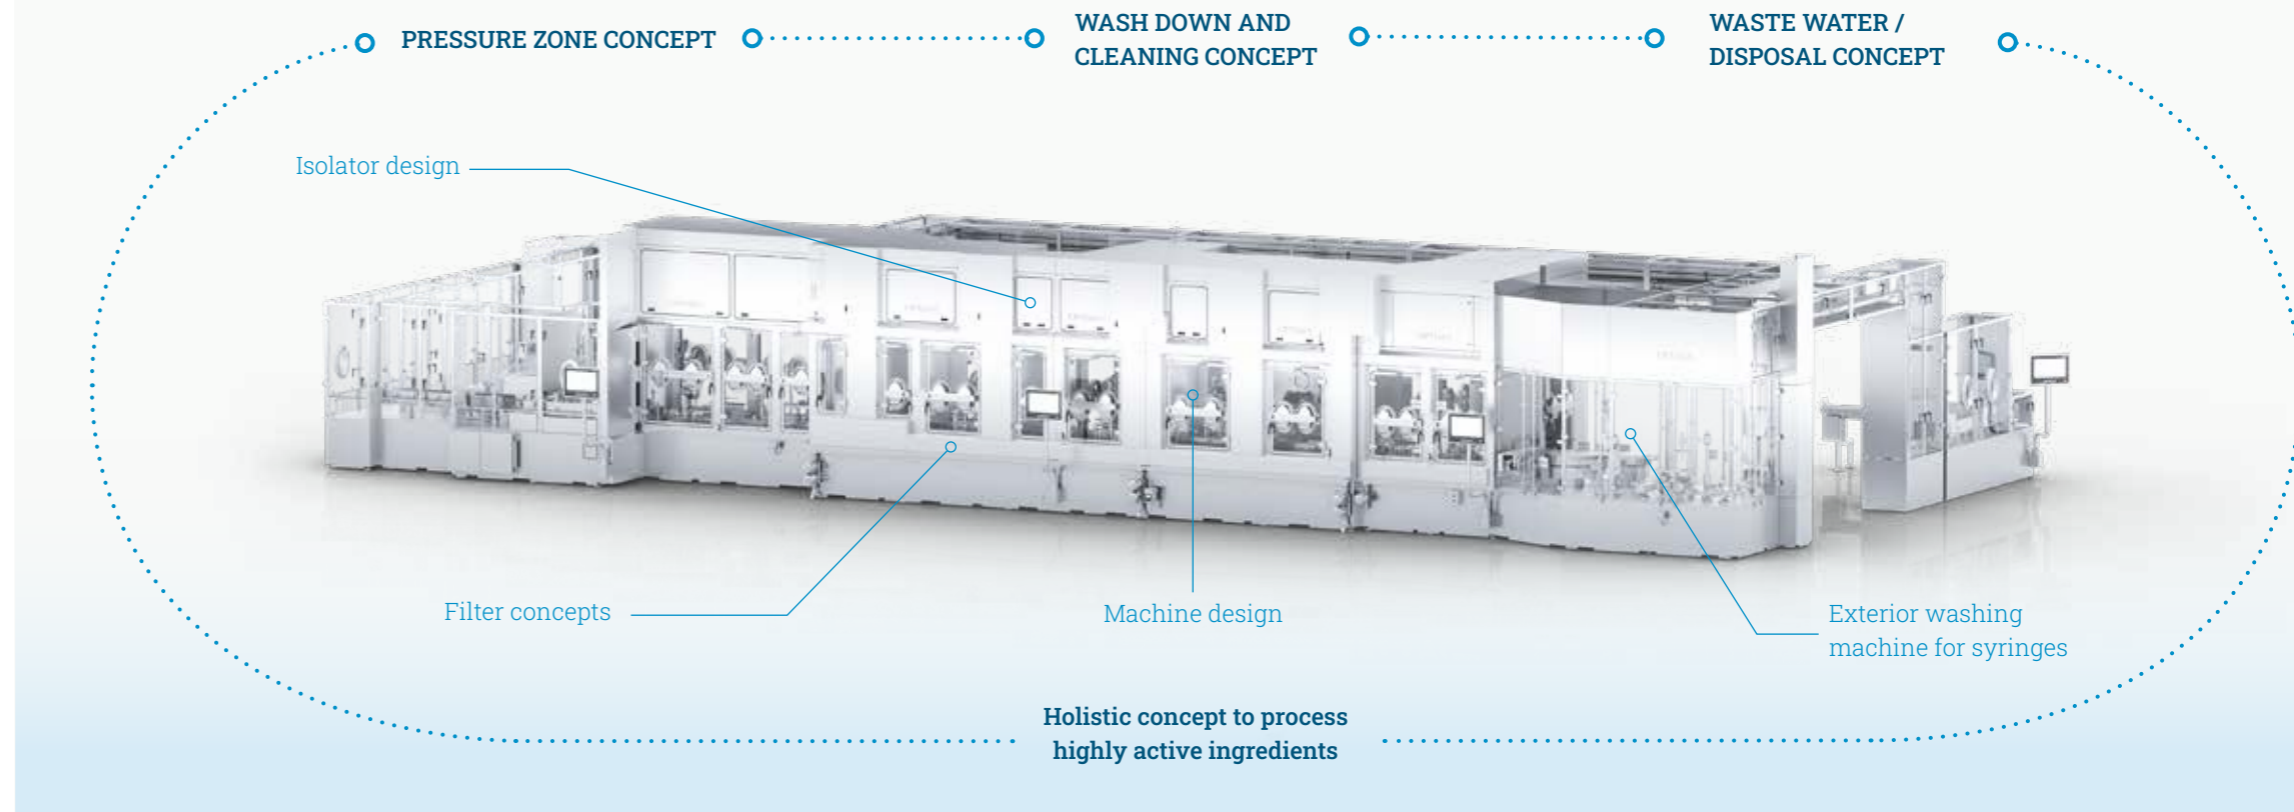 PRESSURE ZONE CONCEPT
WASH DOWN AND
CLEANING CONCEPT
WASTE WATER /
DISPOSAL CONCEPT
Isolator design
Filter concepts
Machine design
Exterior washing
machine for syringes
Holistic concept to process
highly active ingredients